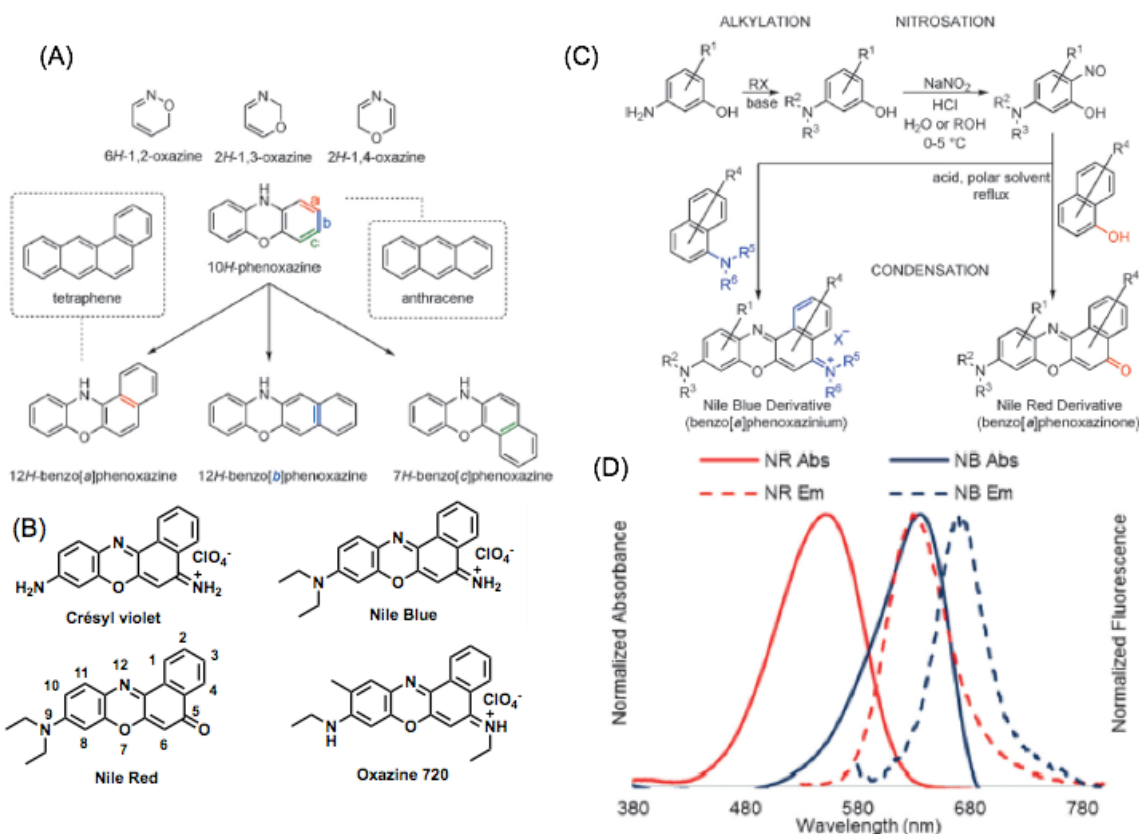 (A)
N
O
N
O
N
O
6H-1,2-oxazine
2H-1,3-oxazine
2H-1,4-oxazine
H
N
a
b
c
O
10H-phenoxazine
tetraphene
anthracene
H
N
O
H
N
O
H
N
O
12H-benzo[a]phenoxazine
12H-benzo[b]phenoxazine
7H-benzo[c]phenoxazine
(B)
N
ClO4-
H2N
O
+
NH2
Crésyl violet
N
ClO4-
N
O
+
NH2
Nile Blue
2
1
3
12
11
N
10
4
5
9
N
O
O
8
7
6
Nile Red
N
ClO4-
N
H
O
+
NH
Oxazine 720
(C)
ALKYLATION
NITROSATION
R1
H2N
OH
RX
base
R1
R2
N
R3
OH
NaNO2
HCl
H2O or ROH
0-5 °C
R1
NO
R2
N
R3
OH
acid, polar solvent
reflux
R4
N
R5
R6
R4
OH
CONDENSATION
R1
R4
N
X-
R2
N
R3
O
+
N
R5
R6
Nile Blue Derivative
(benzo[a]phenoxazinium)
R1
R4
N
R2
N
R3
O
O
Nile Red Derivative
(benzo[a]phenoxazinone)
(D)
NR Abs
NB Abs
NR Em
NB Em
Normalized Absorbance
Normalized Fluorescence
380
480
580
680
780
Wavelength (nm)